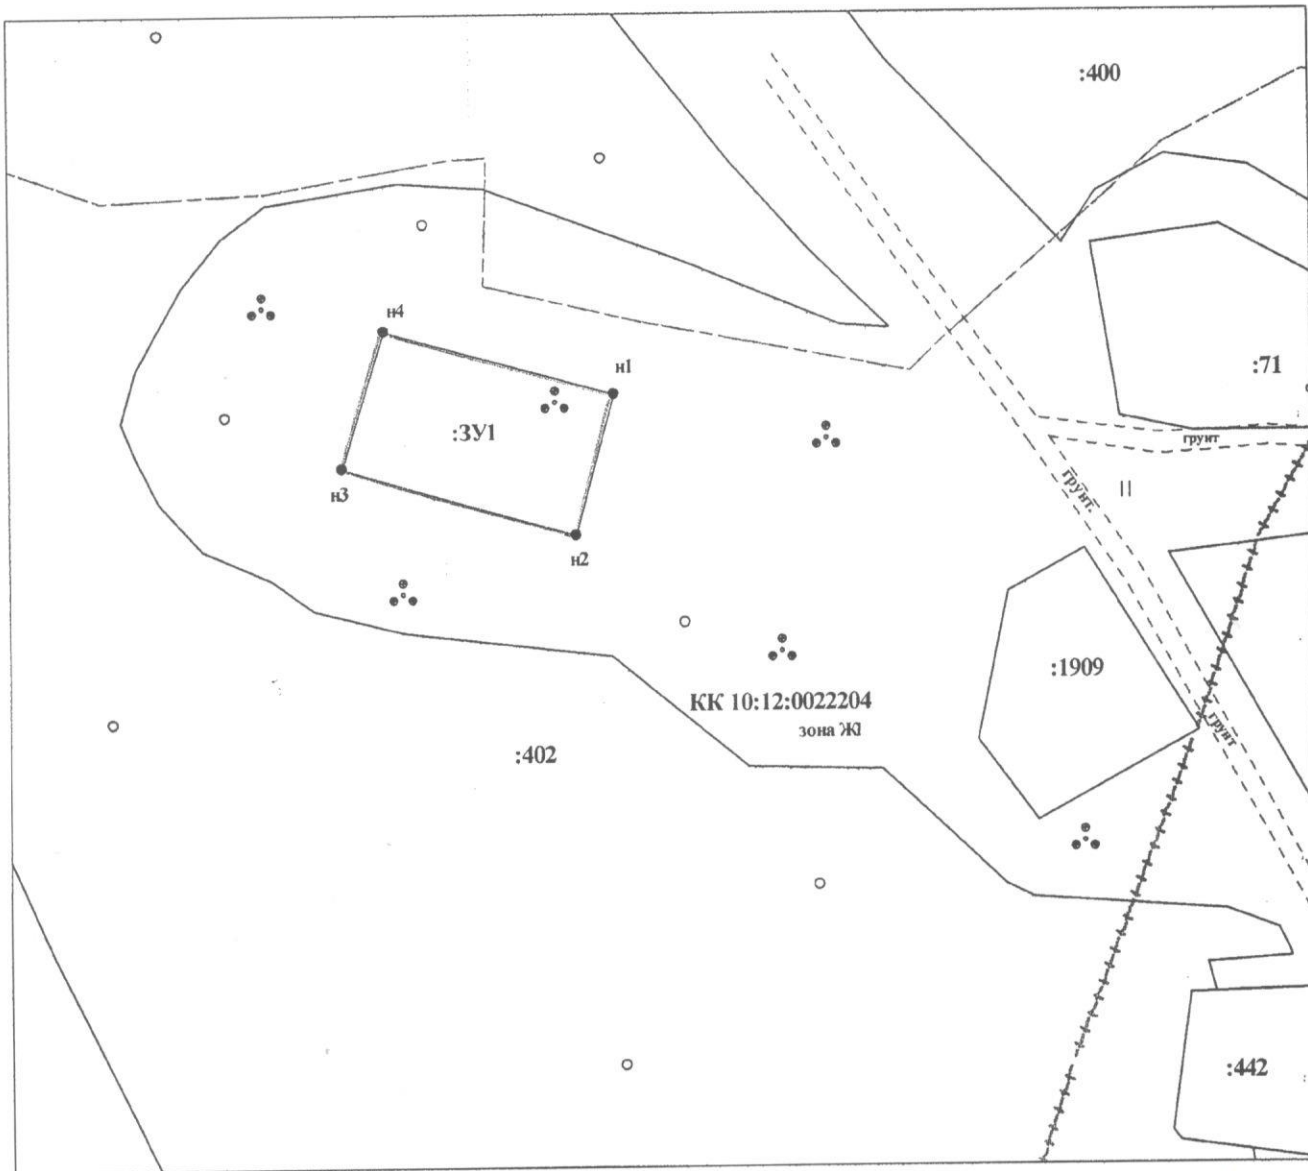 :400
н4
н1
:71
:ЗУ1
грунт
н3
грунт.
н2
:1909
КК 10:12:0022204
зона Ж1
грунт
:402
:442